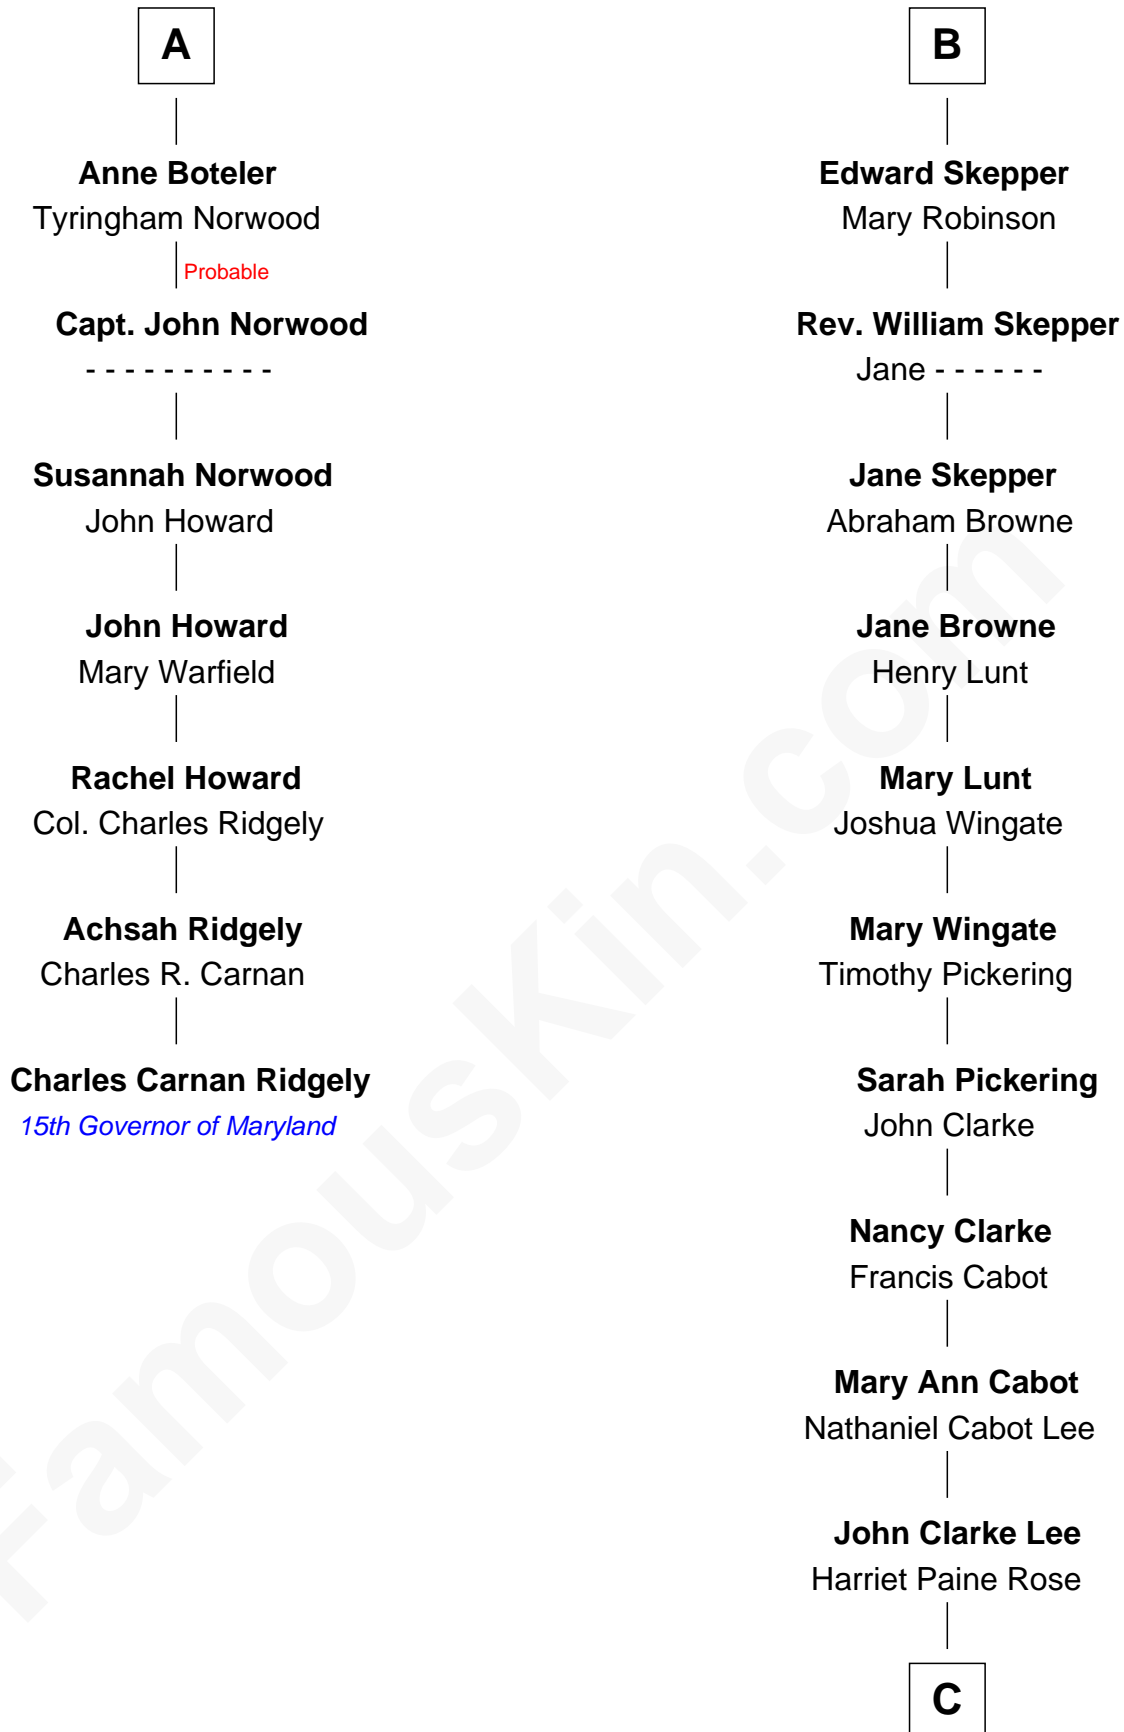 A
Anne Boteler
Tyringham Norwood
Probable
Capt. John Norwood
- - - - - - - - - -
Susannah Norwood
John Howard
John Howard
Mary Warfield
Rachel Howard
Col. Charles Ridgely
Achsah Ridgely
Charles R. Carnan
Charles Carnan Ridgely
15th Governor of Maryland
B
Edward Skepper
Mary Robinson
Rev. William Skepper
Jane - - - - - -
Jane Skepper
Abraham Browne
Jane Browne
Henry Lunt
Mary Lunt
Joshua Wingate
Mary Wingate
Timothy Pickering
Sarah Pickering
John Clarke
Nancy Clarke
Francis Cabot
Mary Ann Cabot
Nathaniel Cabot Lee
John Clarke Lee
Harriet Paine Rose
C
FamousKin.com